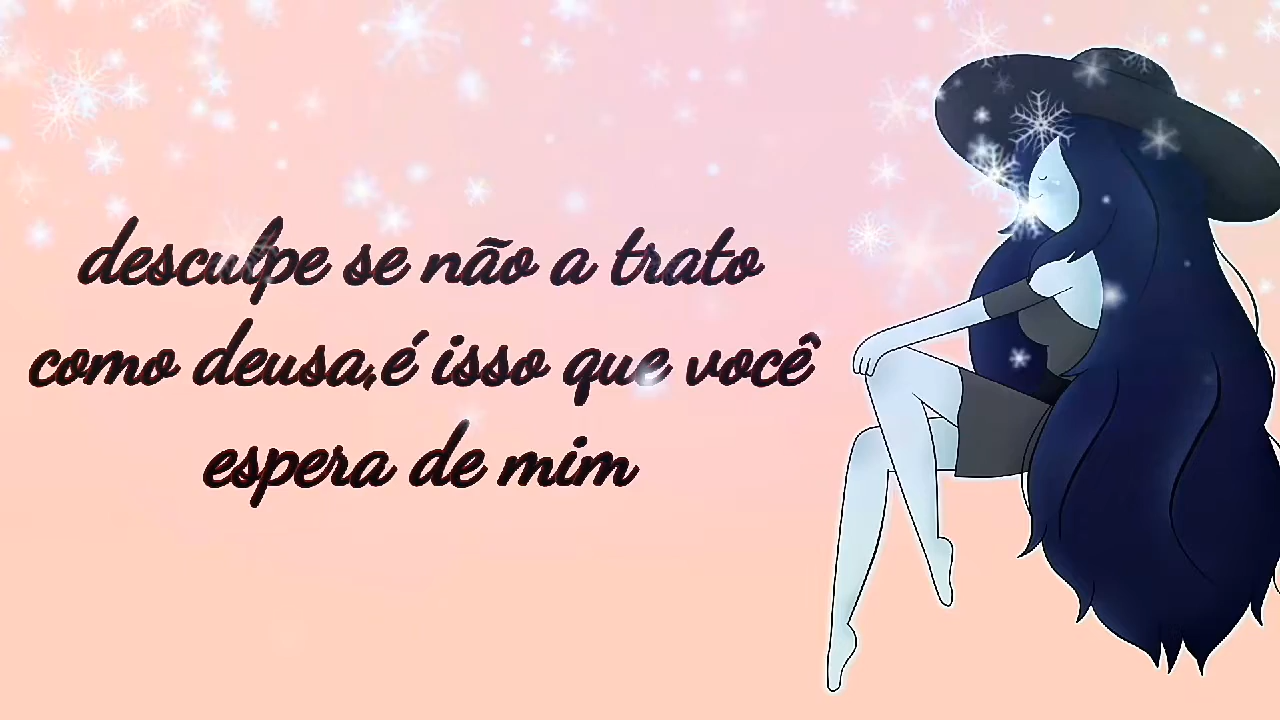 desculpe se não a trato
como deusa,é isso que você
espera de mim